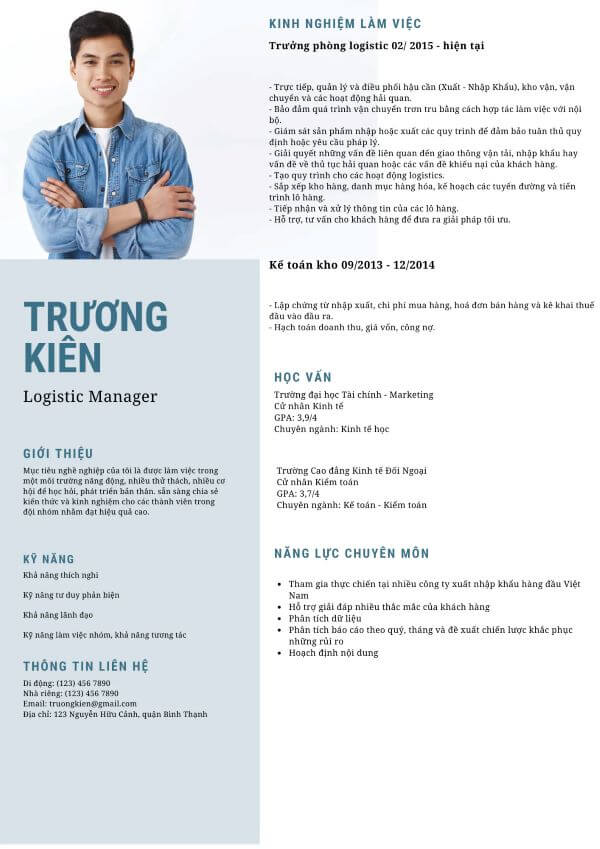 TRƯƠNG
KIÊN
Logistic Manager
GIỚI THIỆU
Mục tiêu nghề nghiệp của tôi là được làm việc trong
một môi trường năng động, nhiều thử thách, nhiều cơ
hội để học hỏi, phát triển bản thân. sẵn sàng chia sẻ
kiến thức và kinh nghiệm cho các thành viên trong
đội nhóm nhằm đạt hiệu quả cao.
KỸ NĂNG
Khả năng thích nghi
Kỹ năng tư duy phản biện
Khả năng lãnh đạo
Kỹ năng làm việc nhóm, khả năng tương tác
THÔNG TIN LIÊN HỆ
Di động: (123) 456 7890
Nhà riêng: (123) 456 7890
Email: truongkien@gmail.com
Địa chỉ: 123 Nguyễn Hữu Cảnh, quận Bình Thạnh
KINH NGHIỆM LÀM VIỆC
Trưởng phòng logistic 02/ 2015 - hiện tại
- Trực tiếp, quản lý và điều phối hậu cần (Xuất - Nhập Khẩu), kho vận, vận
chuyển và các hoạt động hải quan.
- Bảo đảm quá trình vận chuyển trơn tru bằng cách hợp tác làm việc với nội
bộ.
- Giám sát sản phẩm nhập hoặc xuất các quy trình để đảm bảo tuân thủ quy
định hoặc yêu cầu pháp lý.
- Giải quyết những vấn đề liên quan đến giao thông vận tải, nhập khẩu hay
vấn đề về thủ tục hải quan hoặc các vấn đề khiếu nại của khách hàng.
- Tạo quy trình cho các hoạt động logistics.
- Sắp xếp kho hàng, danh mục hàng hóa, kế hoạch các tuyến đường và tiến
trình lô hàng.
- Tiếp nhận và xử lý thông tin của các lô hàng.
- Hỗ trợ, tư vấn cho khách hàng để đưa ra giải pháp tối ưu.
Kế toán kho 09/2013 - 12/2014
- Lập chứng từ nhập xuất, chi phí mua hàng, hoá đơn bán hàng và kê khai thuế
đầu vào đầu ra.
- Hạch toán doanh thu, giá vốn, công nợ.
HỌC VẤN
Trường đại học Tài chính - Marketing
Cử nhân Kinh tế
GPA: 3,9/4
Chuyên ngành: Kinh tế học
Trường Cao đẳng Kinh tế Đối Ngoại
Cử nhân Kiểm toán
GPA: 3,7/4
Chuyên ngành: Kế toán - Kiểm toán
NĂNG LỰC CHUYÊN MÔN
• Tham gia thực chiến tại nhiều công ty xuất nhập khẩu hàng đầu Việt
Nam
• Hỗ trợ giải đáp nhiều thắc mắc của khách hàng
• Phân tích dữ liệu
• Phân tích báo cáo theo quý, tháng và đề xuất chiến lược khắc phục
những rủi ro
• Hoạch định nội dung